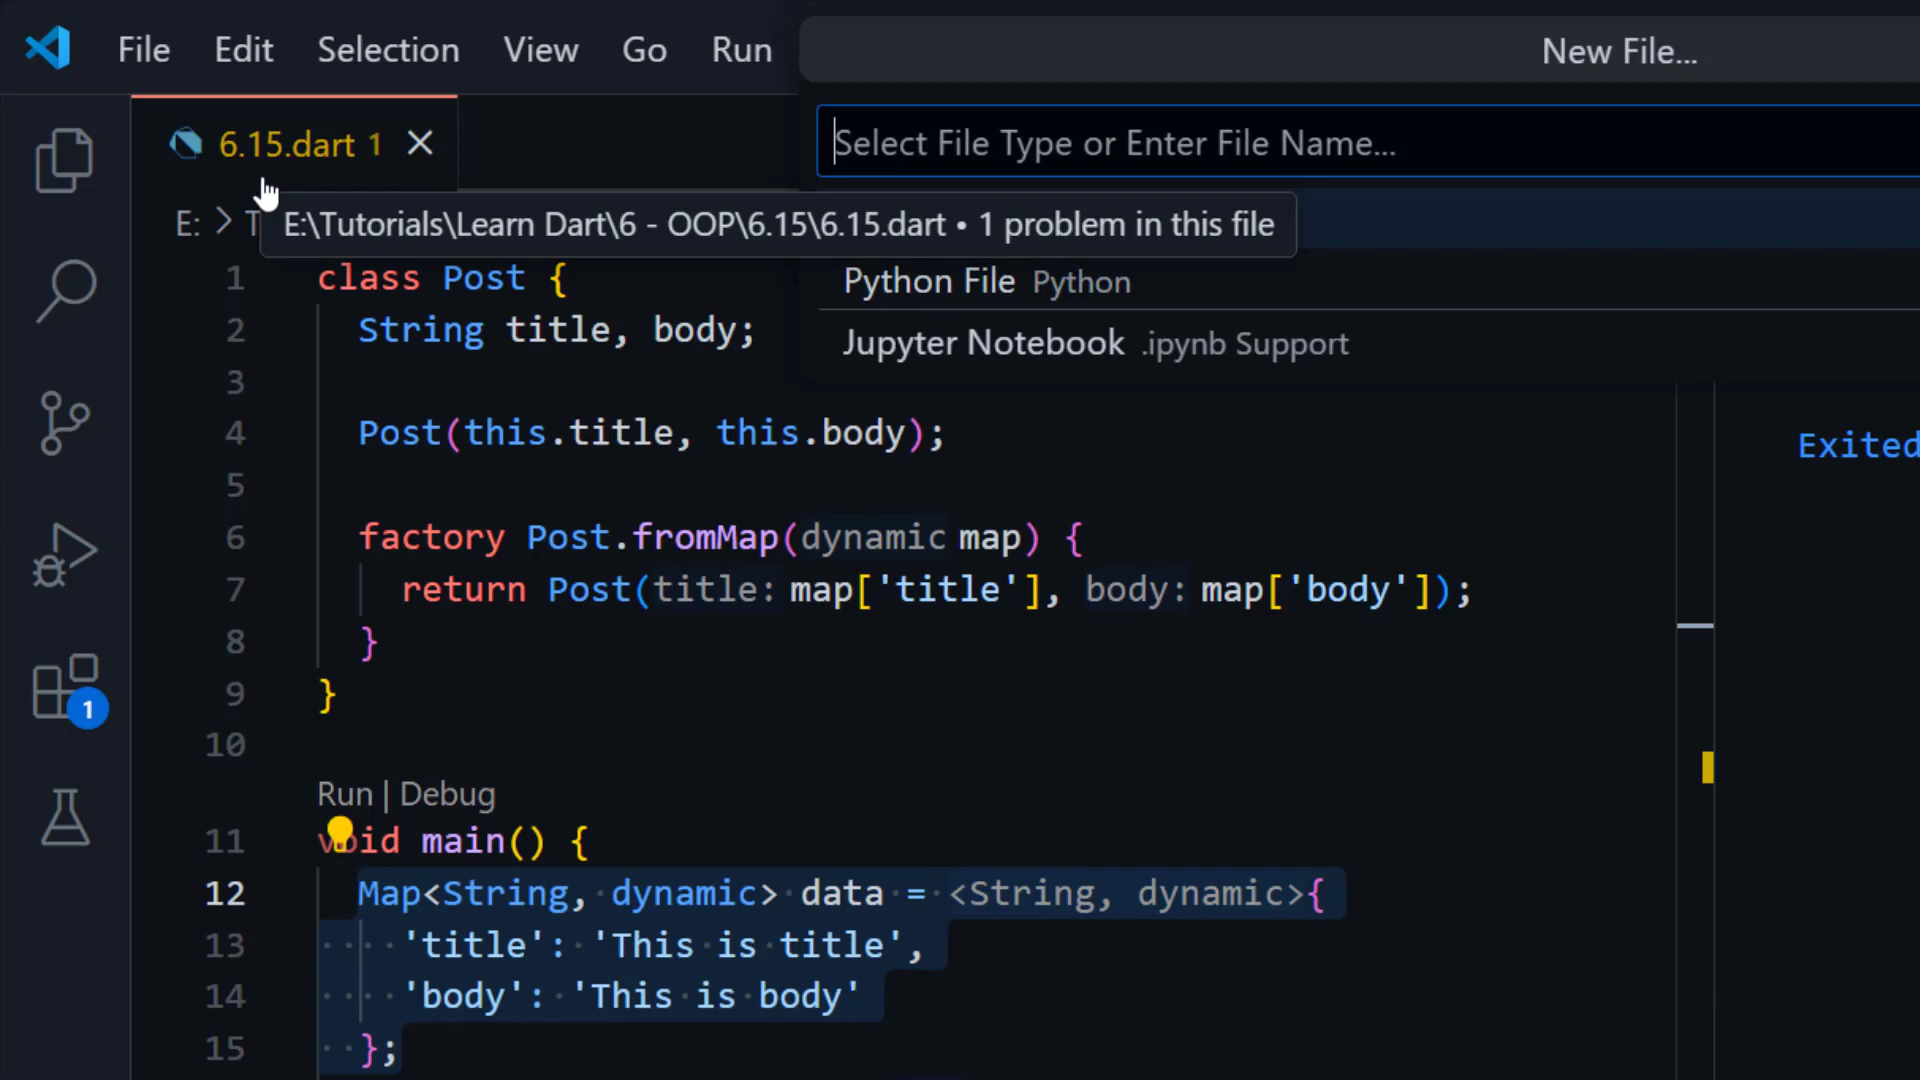 File Edit Selection View Go Run
New File...
6.15.dart 1
Select File Type or Enter File Name...
E: > T
E:\Tutorials\Learn Dart\6 - OOP\6.15\6.15.dart • 1 problem in this file
Python File Python
Jupyter Notebook .ipynb Support
1 class Post {
2 String title, body;
3
4 Post(this.title, this.body);
5
6 factory Post.fromMap(dynamic map) {
7 return Post(title: map['title'], body: map['body']);
8 }
9 }
10
Run | Debug
11 void main() {
12 Map<String, dynamic> data = <String, dynamic>{
13 'title': 'This is title',
14 'body': 'This is body'
15 };
Exited
1